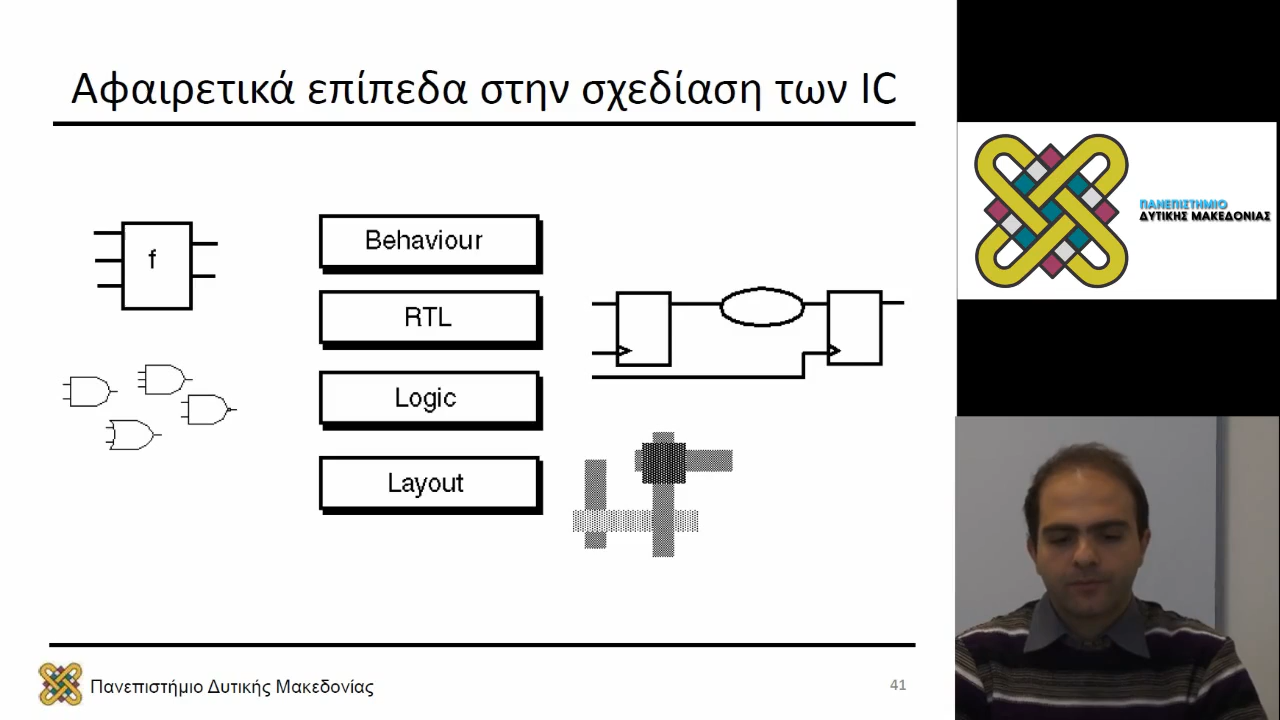 Αφαιρετικά επίπεδα στην σχεδίαση των IC
f
Behaviour
RTL
Logic
Layout
ΠΑΝΕΠΙΣΤΗΜΙΟ
ΔΥΤΙΚΗΣ ΜΑΚΕΔΟΝΙΑΣ
Πανεπιστήμιο Δυτικής Μακεδονίας
41